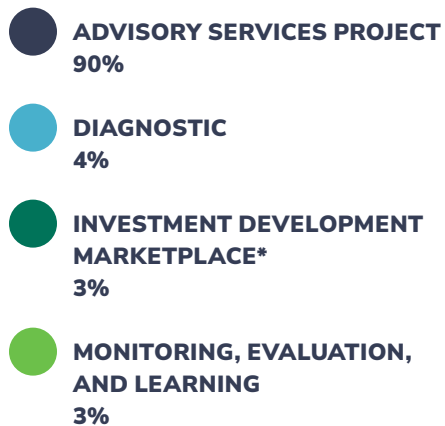 ADVISORY SERVICES PROJECT
90%
DIAGNOSTIC
4%
INVESTMENT DEVELOPMENT
MARKETPLACE*
3%
MONITORING, EVALUATION,
AND LEARNING
3%